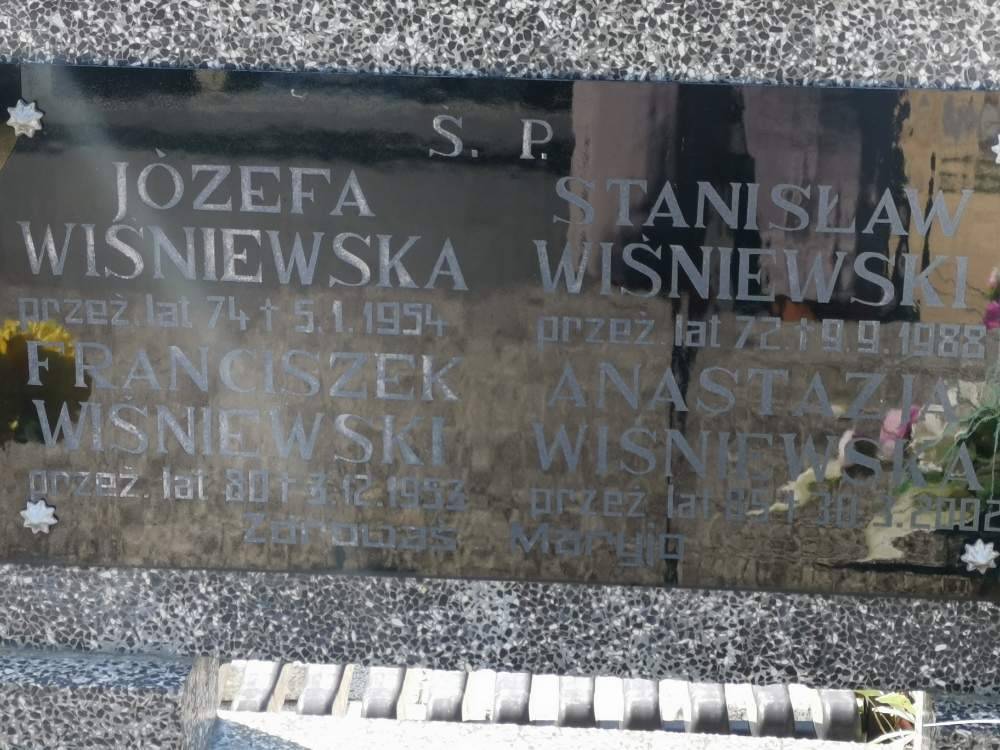 Ś. P.
JÓZEFA
WIŚNIEWSKA
przeż. lat 74 † 5.1.1954
FRANCISZEK
WIŚNIEWSKI
przeż. lat 80 † 3.12.1953
STANISŁAW
WIŚNIEWSKI
przeż. lat 72 † 9.9.1988
ANASTAZJA
WIŚNIEWSKA
przeż lat 85 † 30.3.2002
Zdrowaś Maryjo